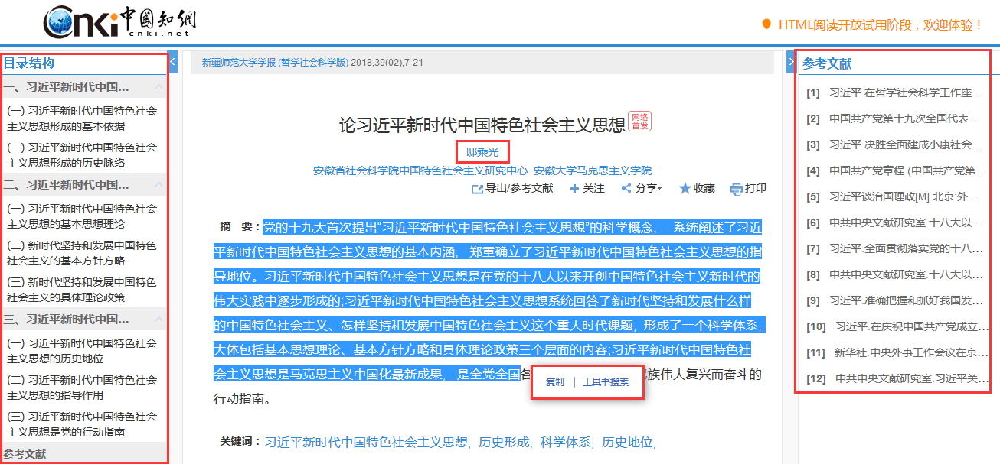 Cnki中國知網
cnki.net
HTML阅读开放试用阶段，欢迎体验！
目录结构
一、习近平新时代中国...
(一) 习近平新时代中国特色社会
主义思想形成的基本依据
(二) 习近平新时代中国特色社会
主义思想形成的历史脉络
二、习近平新时代中国...
(一) 习近平新时代中国特色社会
主义思想的基本思想理论
(二) 新时代坚持和发展中国特色
社会主义的基本方针方略
(三) 新时代坚持和发展中国特色
社会主义的具体理论政策
三、习近平新时代中国...
(一) 习近平新时代中国特色社会
主义思想的历史地位
(二) 习近平新时代中国特色社会
主义思想的指导作用
(三) 习近平新时代中国特色社会
主义思想是党的行动指南
参考文献
新疆师范大学学报 (哲学社会科学版) 2018,39(02),7-21
论习近平新时代中国特色社会主义思想 网络首发
邸乘光
安徽省社会科学院中国特色社会主义研究中心 安徽大学马克思主义学院
导出/参考文献 关注 分享 收藏 打印
摘 要：党的十九大首次提出“习近平新时代中国特色社会主义思想”的科学概念， 系统阐述了习近
平新时代中国特色社会主义思想的基本内涵，郑重确立了习近平新时代中国特色社会主义思想的指
导地位。习近平新时代中国特色社会主义思想是在党的十八大以来开创中国特色社会主义新时代的
伟大实践中逐步形成的;习近平新时代中国特色社会主义思想系统回答了新时代坚持和发展什么样
的中国特色社会主义、怎样坚持和发展中国特色社会主义这个重大时代课题，形成了一个科学体系，
大体包括基本思想理论、基本方针方略和具体理论政策三个层面的内容;习近平新时代中国特色社
会主义思想是马克思主义中国化最新成果，是全党全国各 族伟大复兴而奋斗的
复制 | 工具书搜索
行动指南。
关键词：习近平新时代中国特色社会主义思想; 历史形成; 科学体系; 历史地位;
参考文献
[1] 习近平.在哲学社会科学工作座...
[2] 中国共产党第十九次全国代表...
[3] 习近平.决胜全面建成小康社会...
[4] 中国共产党章程 (中国共产党第...
[5] 习近平谈治国理政[M].北京:外...
[6] 中共中央文献研究室.十八大以...
[7] 习近平.全面贯彻落实党的十八...
[8] 中共中央文献研究室.十八大以...
[9] 习近平.准确把握和抓好我国发...
[10] 习近平.在庆祝中国共产党成立...
[11] 新华社.中央外事工作会议在京...
[12] 中共中央文献研究室.习近平关...